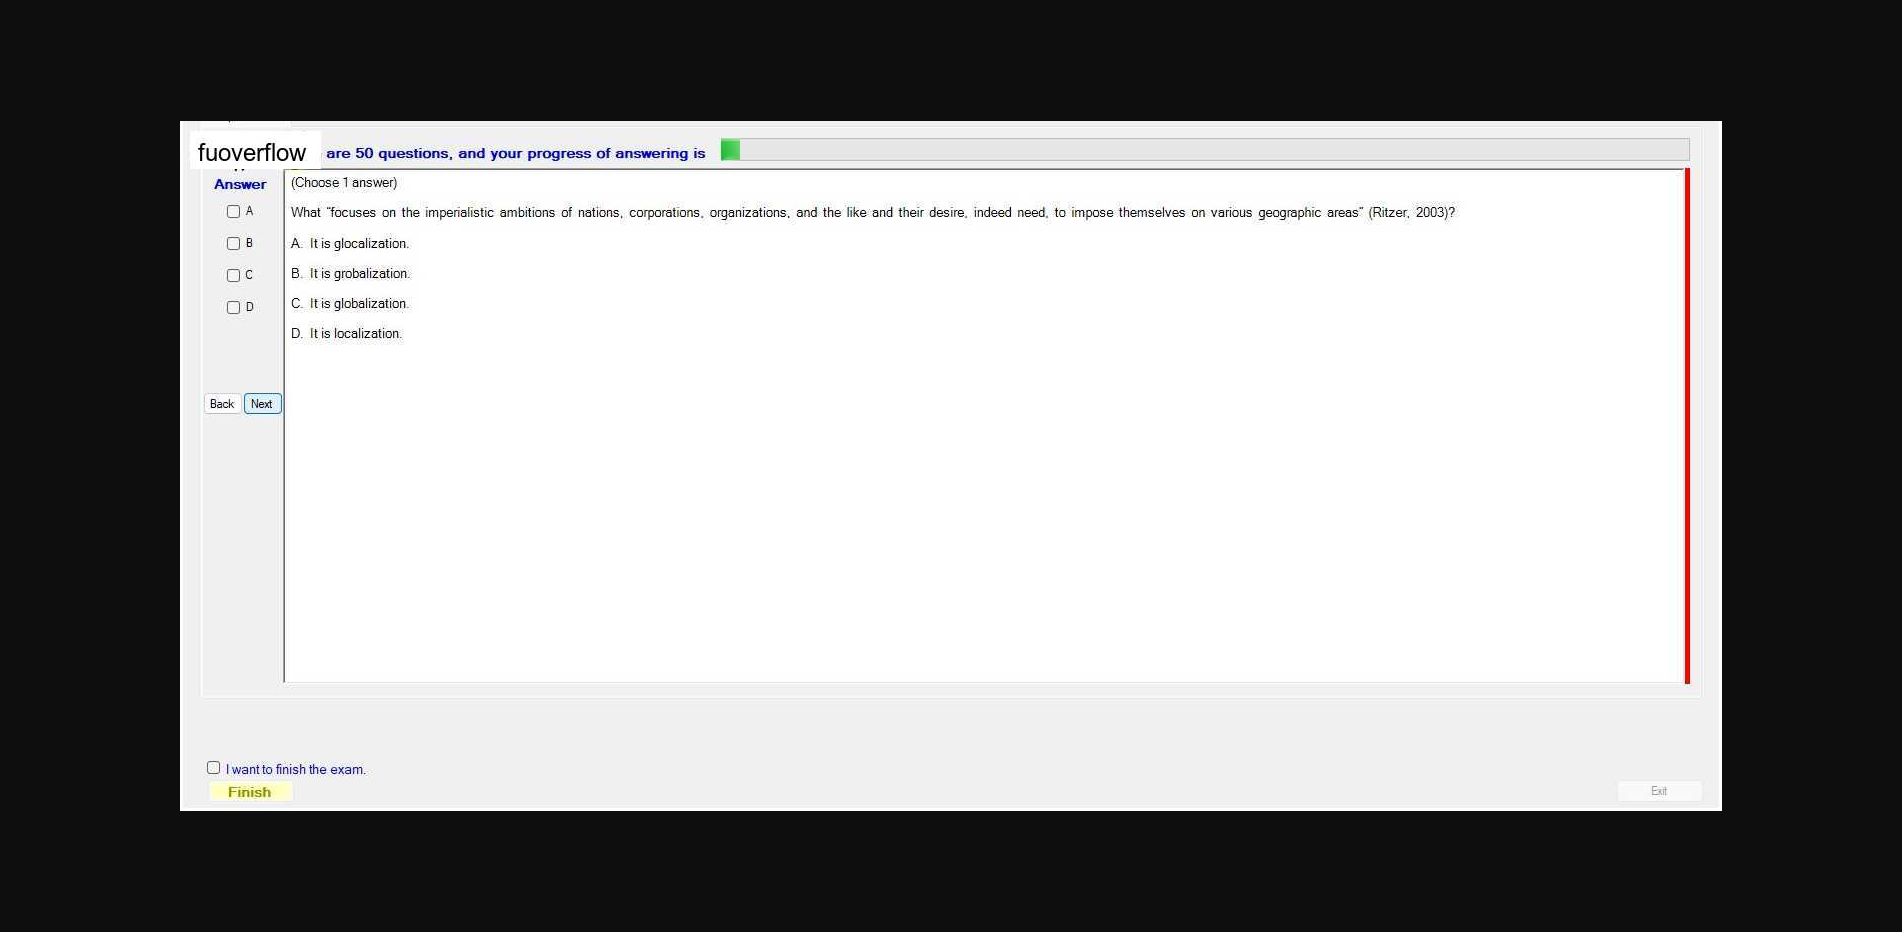 fuoverflow are 50 questions, and your progress of answering is
Answer
(Choose 1 answer)
A
What "focuses on the imperialistic ambitions of nations, corporations, organizations, and the like and their desire, indeed need, to impose themselves on various geographic areas" (Ritzer, 2003)?
B
A. It is glocalization.
C
B. It is grobalization.
D
C. It is globalization.
D. It is localization.
Back Next
I want to finish the exam.
Finish
Exit